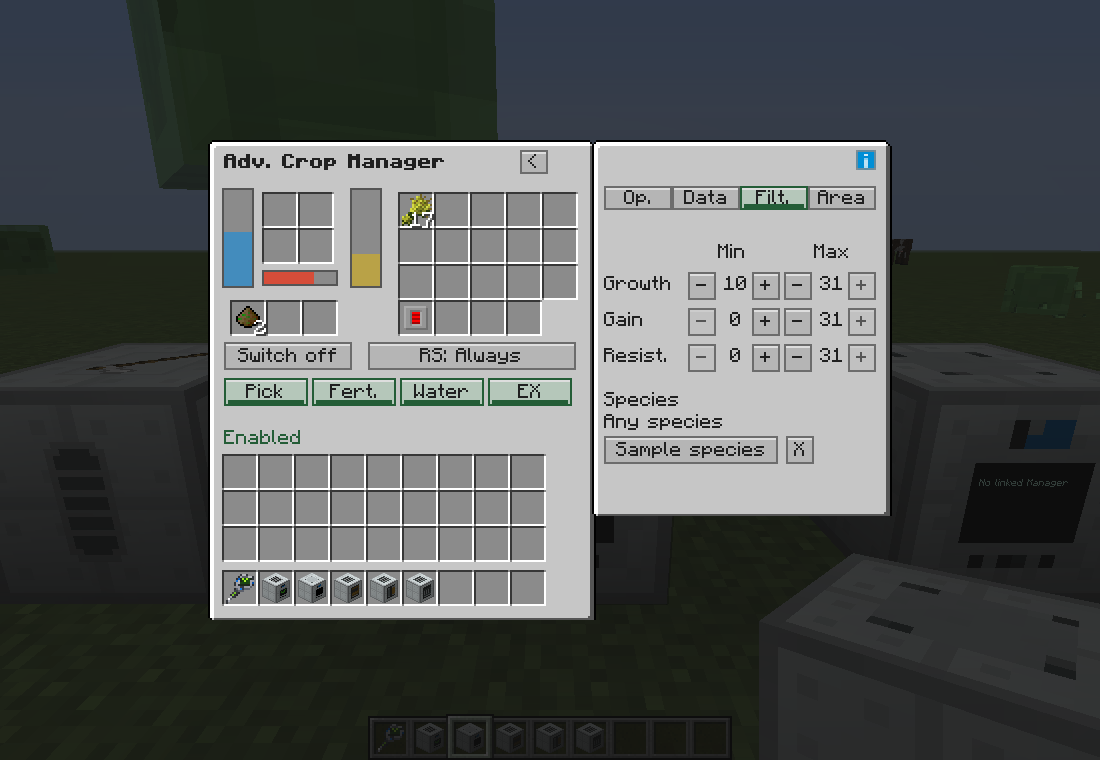 Adv. Crop Manager
<
17
2
Switch off
RS: Always
Pick
Fert.
Water
EX
Enabled
i
Op.
Data
Filt.
Area
Min Max
Growth - 10 + - 31 +
Gain - 0 + - 31 +
Resist. - 0 + - 31 +
Species
Any species
Sample species
X
No linked Manager